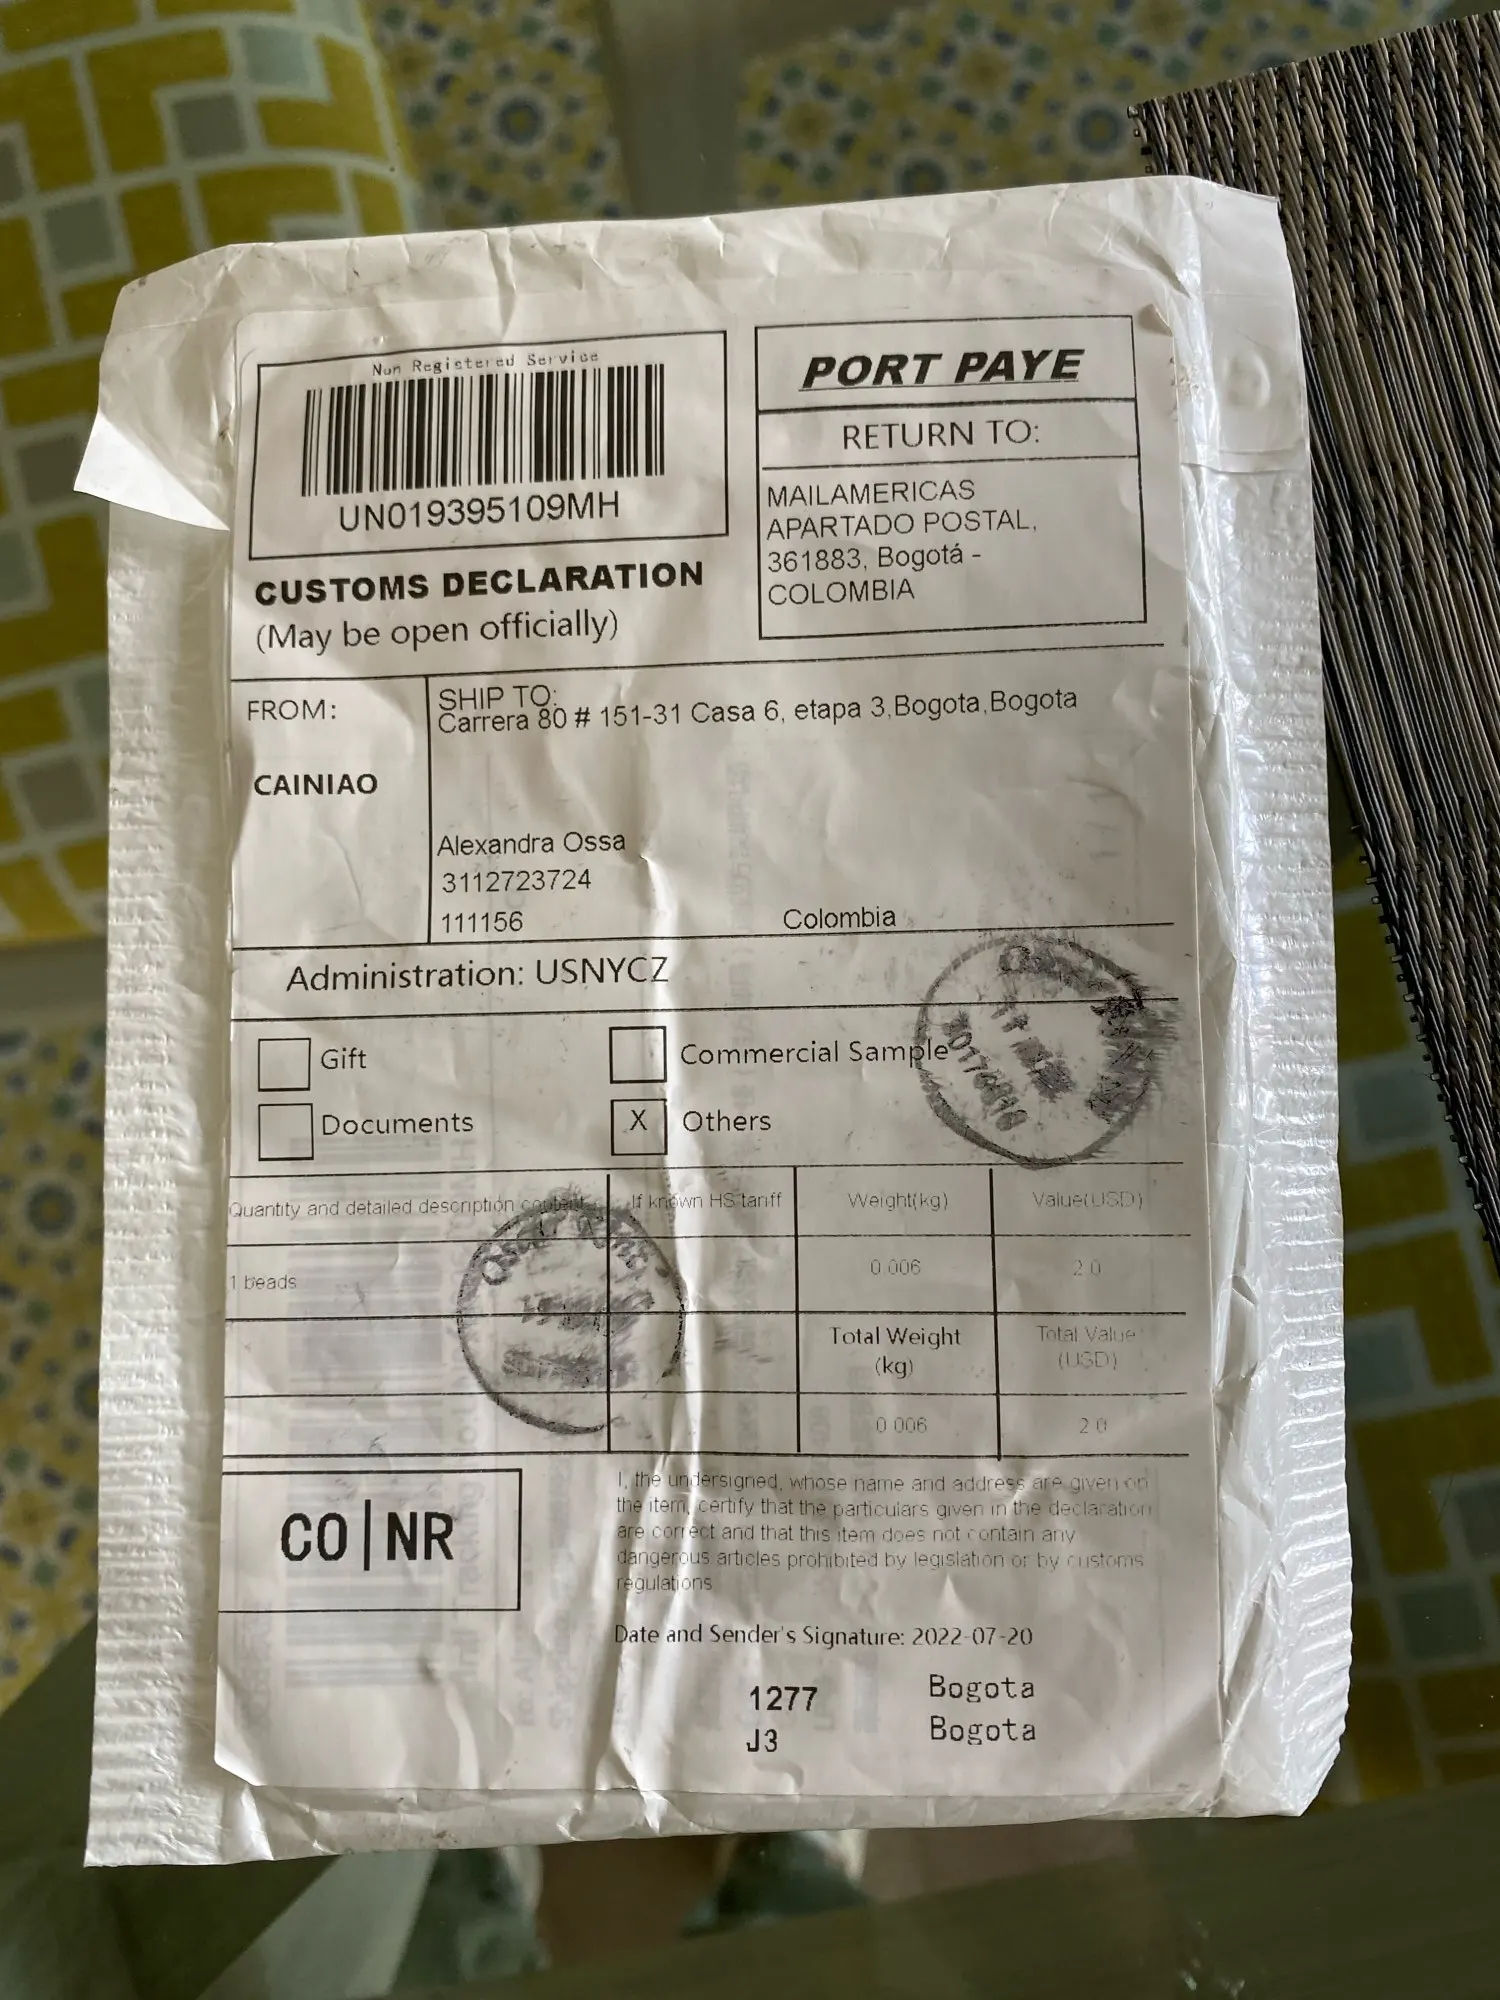 Non Registered Service
UN019395109MH
CUSTOMS DECLARATION
(May be open officially)
PORT PAYE
RETURN TO:
MAILAMERICAS
APARTADO POSTAL,
361883, Bogotá -
COLOMBIA
FROM:
CAINIAO
SHIP TO:
Carrera 80 # 151-31 Casa 6, etapa 3,Bogota,Bogota
Alexandra Ossa
3112723724
111156 Colombia
Administration: USNYCZ
Gift
Commercial Sample
Documents
X Others
Quantity and detailed description content If known HS tariff Weight(kg) Value(USD)
1 beads 0.006 2.0
Total Weight
(kg)
Total Value
(USD)
0.006 2.0
CO|NR
I, the undersigned, whose name and address are given on
the item, certify that the particulars given in the declaration
are correct and that this item does not contain any
dangerous articles prohibited by legislation or by customs
regulations
Date and Sender's Signature: 2022-07-20
1277 Bogota
J3 Bogota